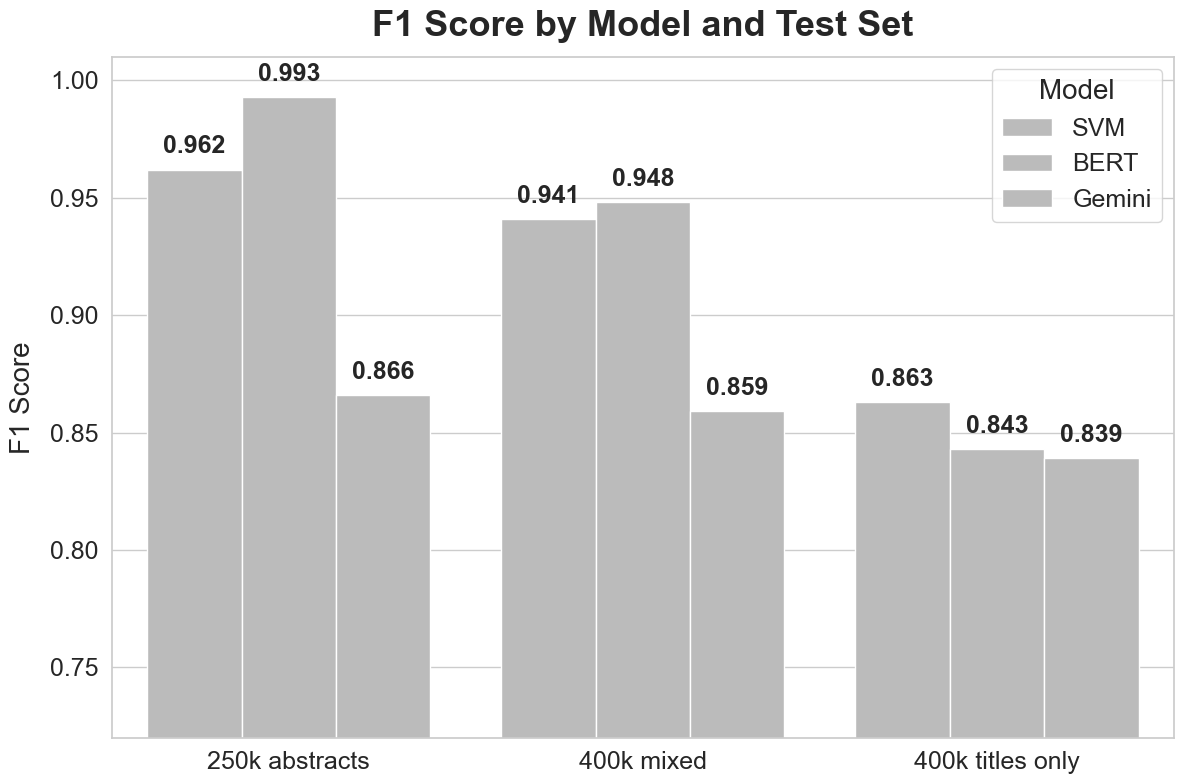 F1 Score by Model and Test Set
Model
SVM
BERT
Gemini
F1 Score
1.00
0.95
0.90
0.85
0.80
0.75
0.962
0.993
0.866
0.941
0.948
0.859
0.863
0.843
0.839
250k abstracts
400k mixed
400k titles only